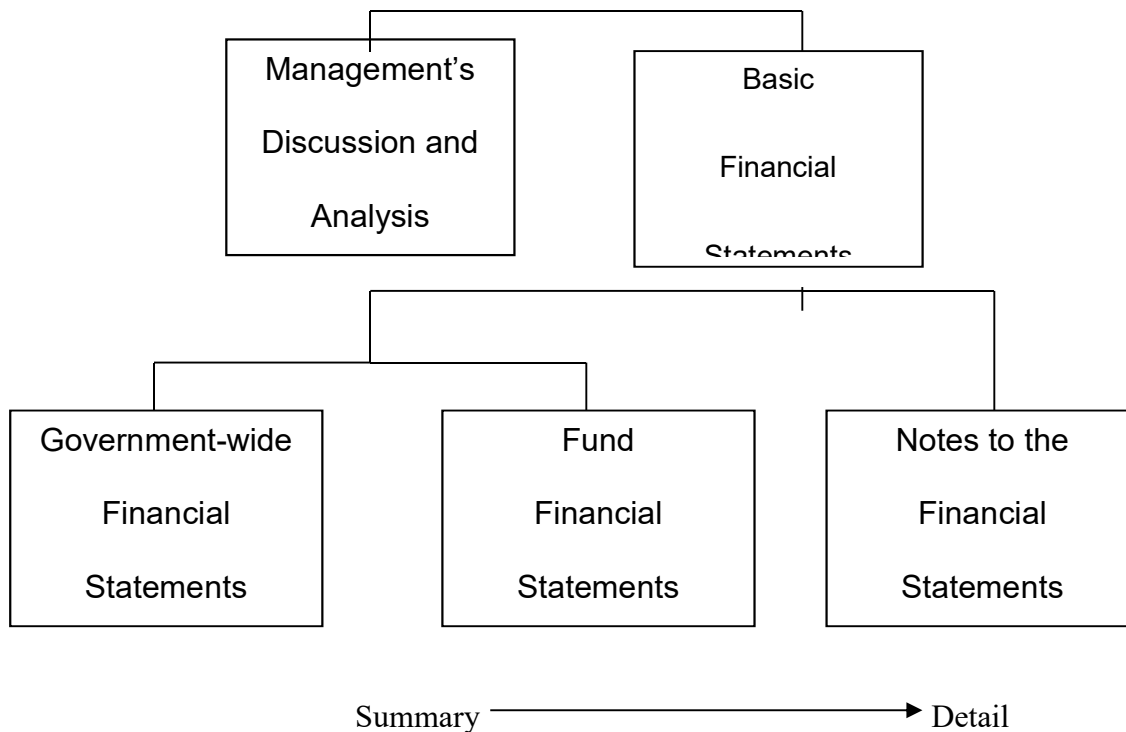 Management’s
Discussion and
Analysis
Basic
Financial
Statements
Government-wide
Financial
Statements
Fund
Financial
Statements
Notes to the
Financial
Statements
Summary
Detail